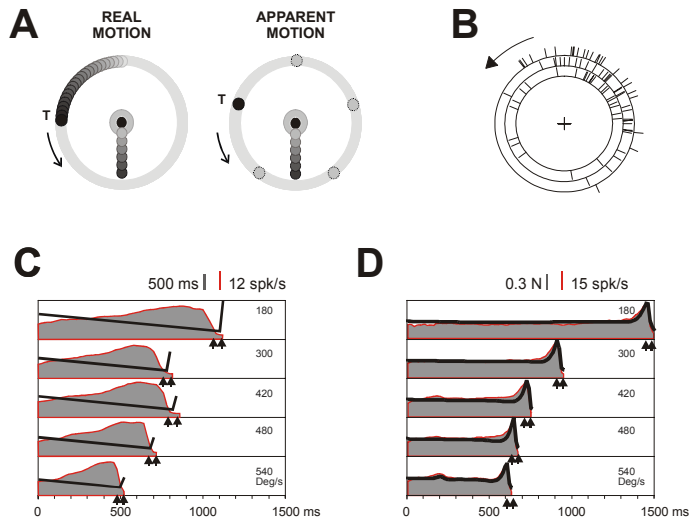 A
REAL
MOTION
APPARENT
MOTION
B
T
T
C
500 ms
12 spk/s
180
300
420
480
540
Deg/s
0
500
1000
1500
D
0.3 N
15 spk/s
180
300
420
480
540
Deg/s
0
500
1000
1500 ms